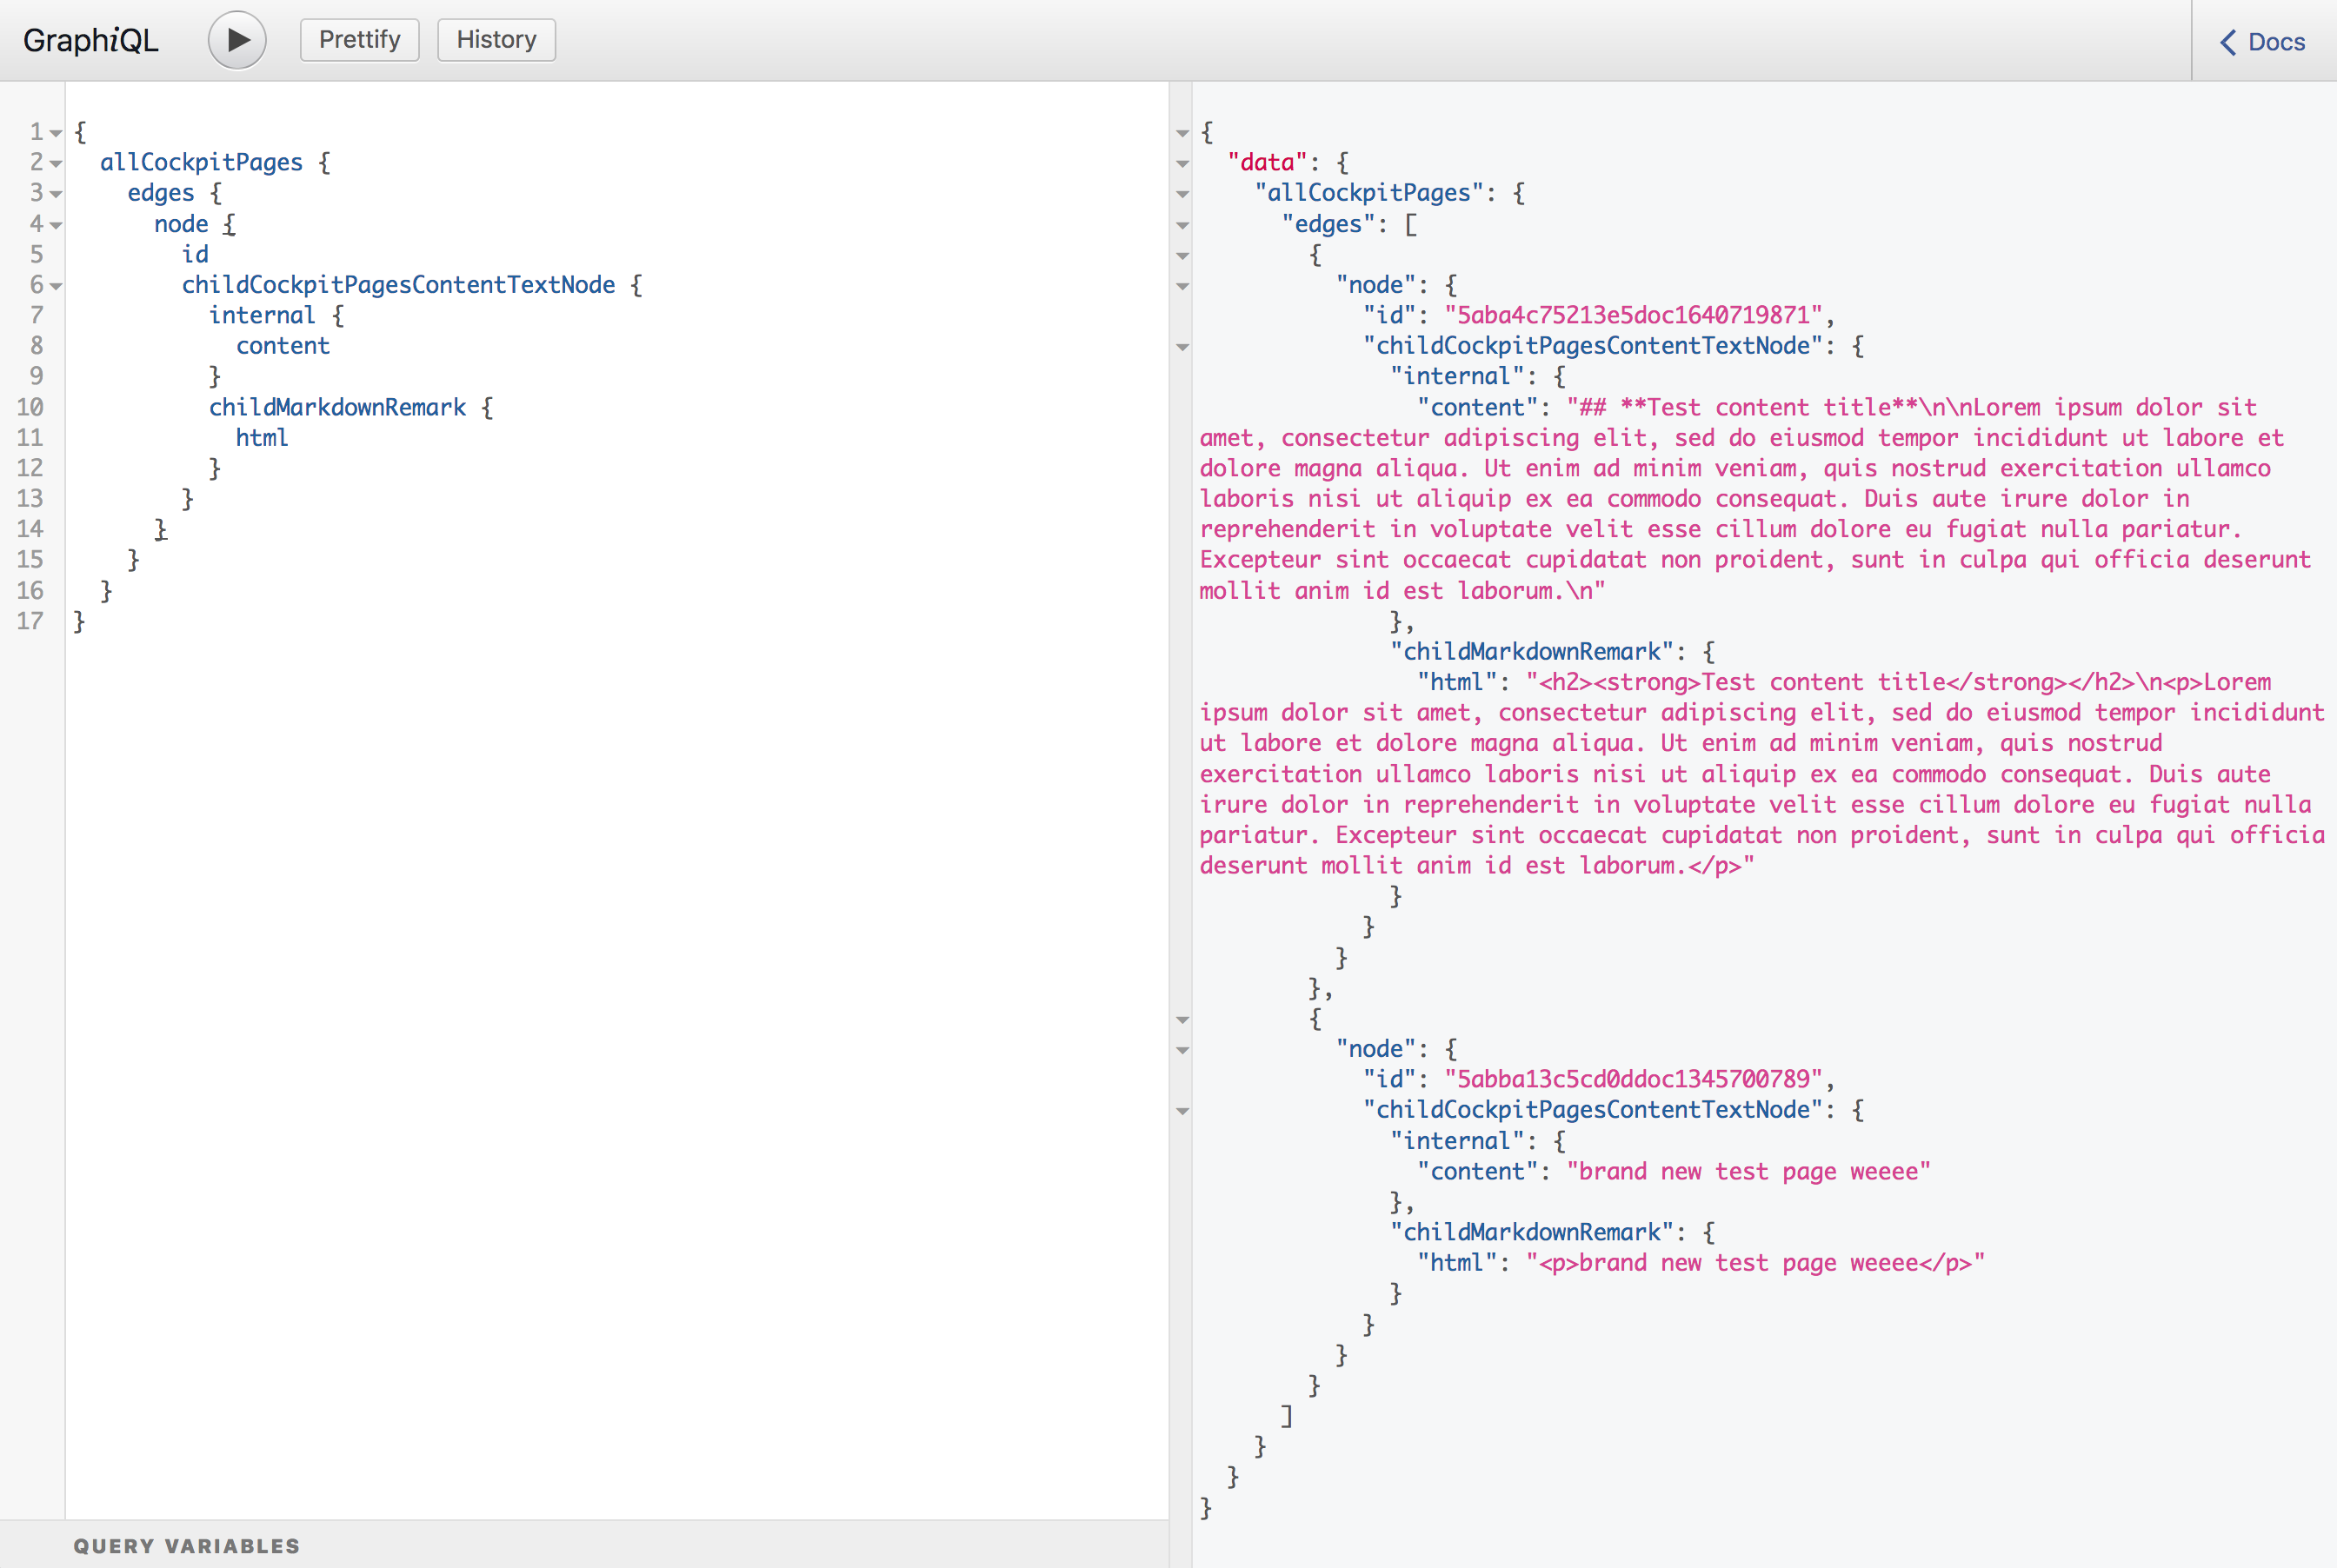 GraphiQL
Prettify
History
Docs
1 {
2   allCockpitPages {
3     edges {
4       node {
5         id
6         childCockpitPagesContentTextNode {
7           internal {
8             content
9           }
10           childMarkdownRemark {
11             html
12           }
13         }
14       }
15     }
16   }
17 }
QUERY VARIABLES
{
  "data": {
    "allCockpitPages": {
      "edges": [
        {
          "node": {
            "id": "5aba4c75213e5doc1640719871",
            "childCockpitPagesContentTextNode": {
              "internal": {
                "content": "## **Test content title**\n\nLorem ipsum dolor sit
amet, consectetur adipiscing elit, sed do eiusmod tempor incididunt ut labore et
dolore magna aliqua. Ut enim ad minim veniam, quis nostrud exercitation ullamco
laboris nisi ut aliquip ex ea commodo consequat. Duis aute irure dolor in
reprehenderit in voluptate velit esse cillum dolore eu fugiat nulla pariatur.
Excepteur sint occaecat cupidatat non proident, sunt in culpa qui officia deserunt
mollit anim id est laborum.\n"
              },
              "childMarkdownRemark": {
                "html": "<h2><strong>Test content title</strong></h2>\n<p>Lorem
ipsum dolor sit amet, consectetur adipiscing elit, sed do eiusmod tempor incididunt
ut labore et dolore magna aliqua. Ut enim ad minim veniam, quis nostrud
exercitation ullamco laboris nisi ut aliquip ex ea commodo consequat. Duis aute
irure dolor in reprehenderit in voluptate velit esse cillum dolore eu fugiat nulla
pariatur. Excepteur sint occaecat cupidatat non proident, sunt in culpa qui officia
deserunt mollit anim id est laborum.</p>"
              }
            }
          }
        },
        {
          "node": {
            "id": "5abba13c5cd0ddoc1345700789",
            "childCockpitPagesContentTextNode": {
              "internal": {
                "content": "brand new test page weeee"
              },
              "childMarkdownRemark": {
                "html": "<p>brand new test page weeee</p>"
              }
            }
          }
        }
      ]
    }
  }
}